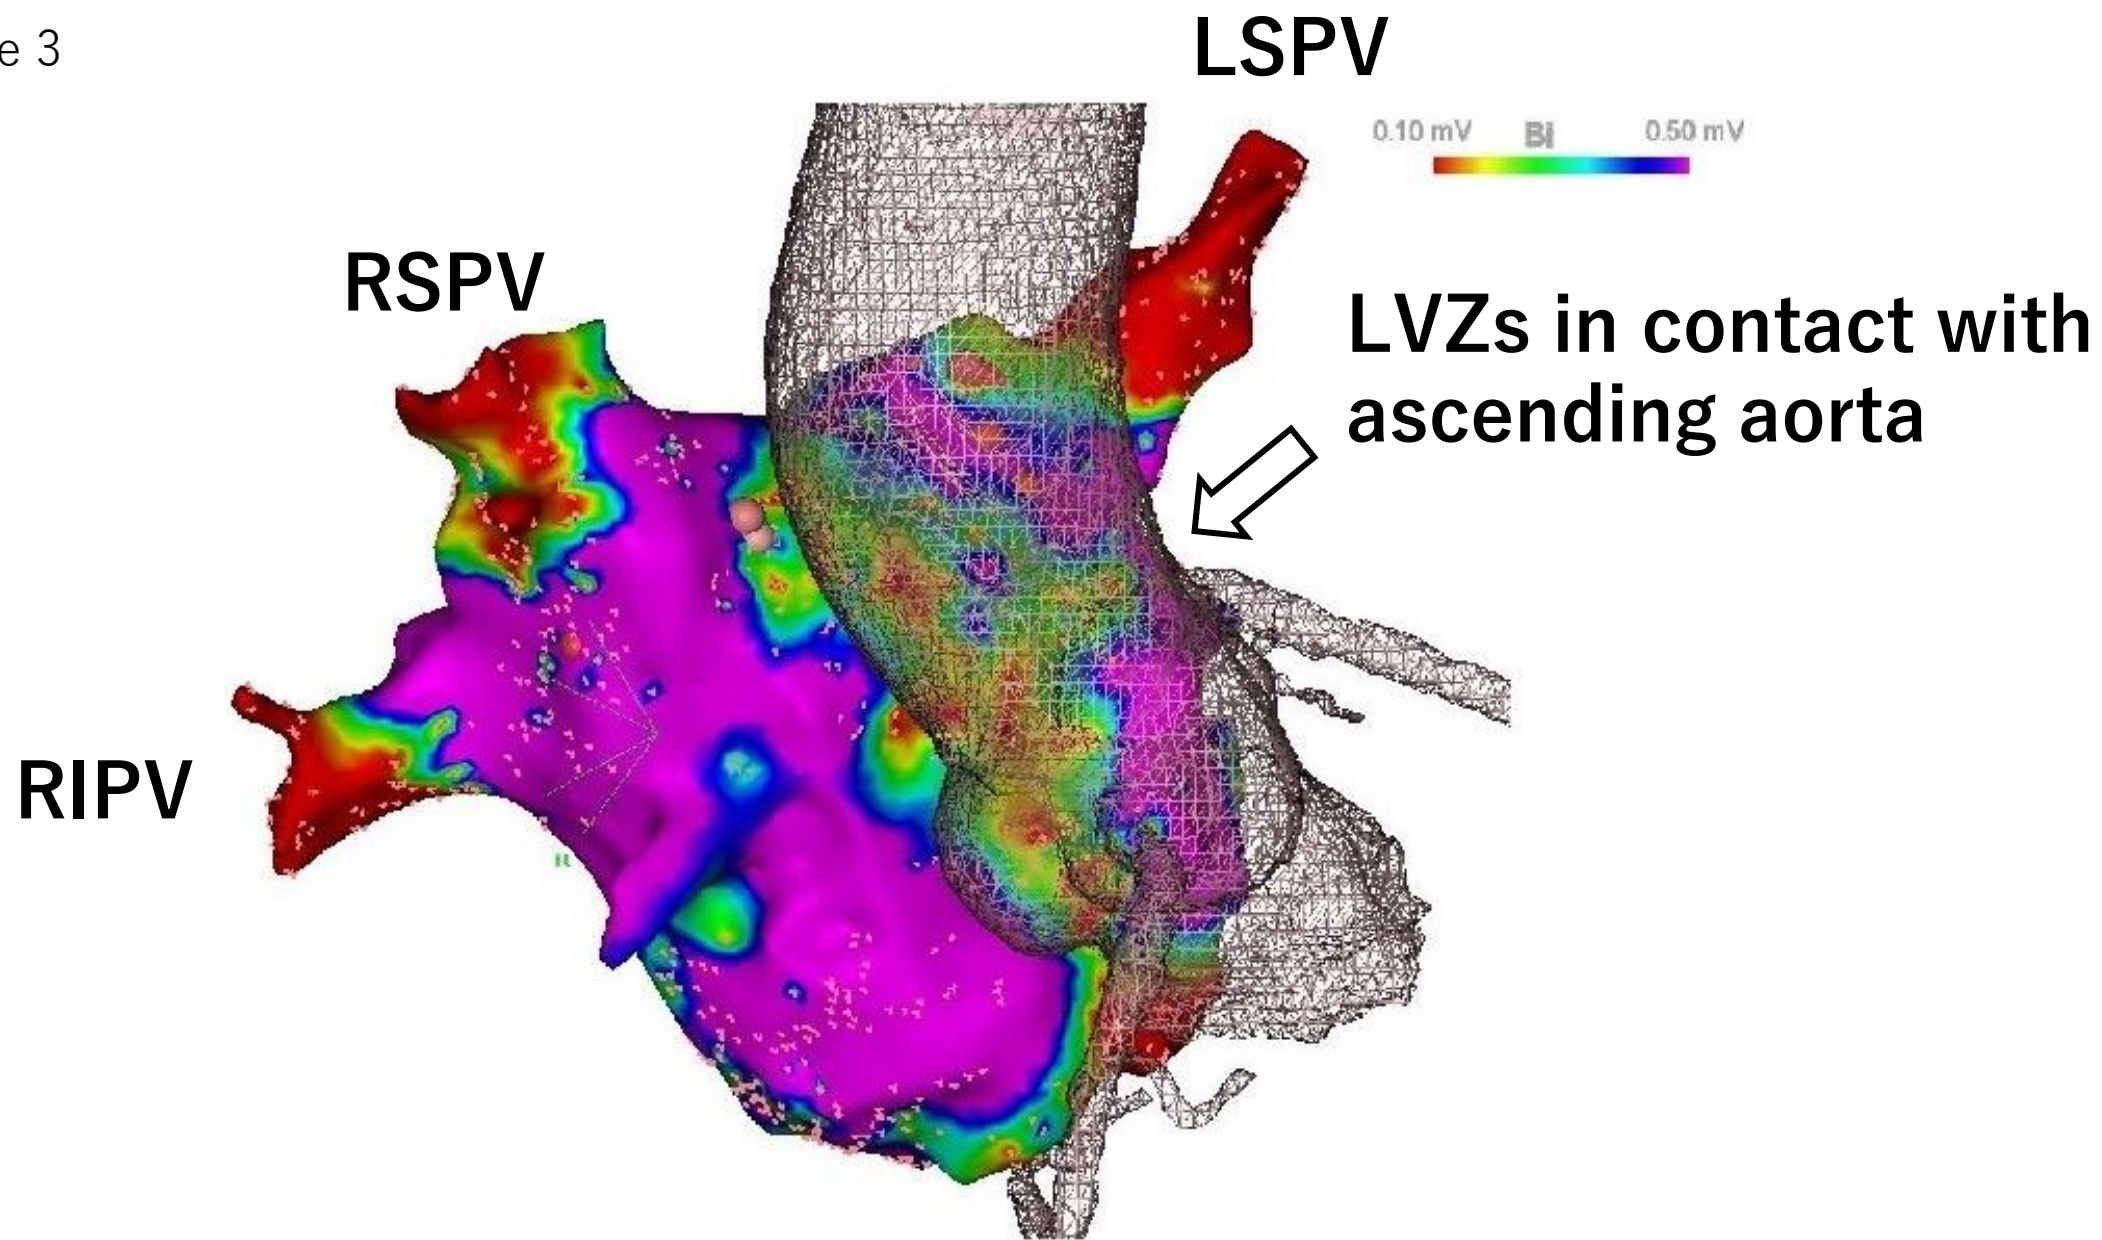 e 3
LSPV
0.10 mV Bi 0.50 mV
RSPV
LVZs in contact with
ascending aorta
RIPV
R